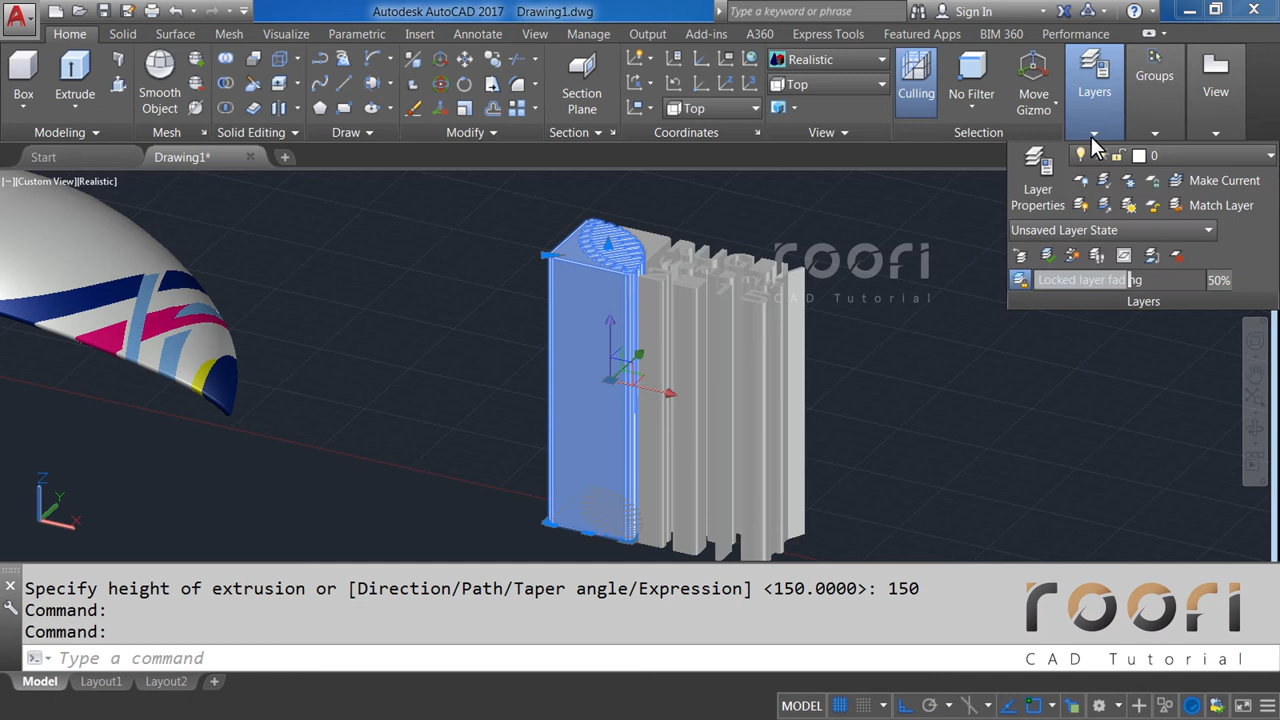 Autodesk AutoCAD 2017 Drawing1.dwg
Type a keyword or phrase
Sign In
Home Solid Surface Mesh Visualize Parametric Insert Annotate View Manage Output Add-ins A360 Express Tools Featured Apps BIM 360 Performance
Realistic
Top
Top
Box Extrude Smooth Object Section Plane Culling No Filter Move Gizmo Layers Groups View
Modeling Mesh Solid Editing Draw Modify Section Coordinates View Selection
Start Drawing1* +
0
[−][Custom View][Realistic]
Layer Properties
Make Current
Match Layer
Unsaved Layer State
Locked layer fading 50%
Layers
roori
CAD Tutorial
Z
Y
X
Specify height of extrusion or [Direction/Path/Taper angle/Expression] <150.0000>: 150
Command:
Command:
Type a command
roori
CAD Tutorial
Model Layout1 Layout2 +
MODEL